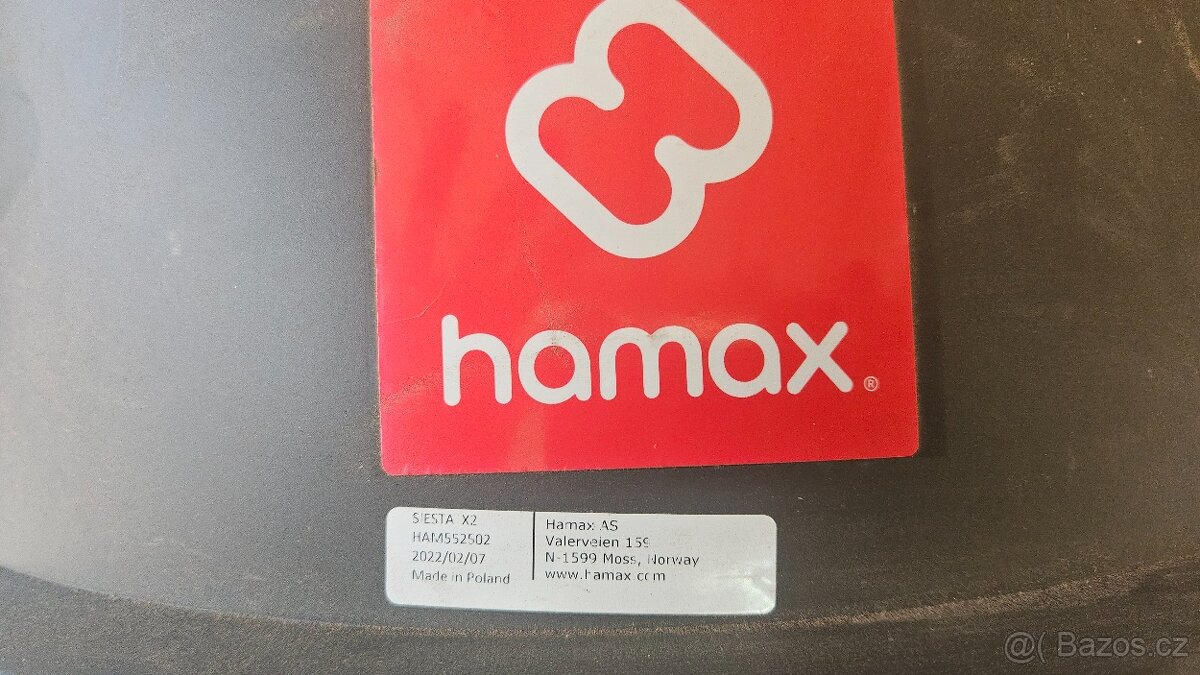 hamax®
SIESTA X2
HAM552502
2022/02/07
Made in Poland
Hamax AS
Valerveien 159
N-1599 Moss, Norway
www.hamax.com
@( Bazos.cz